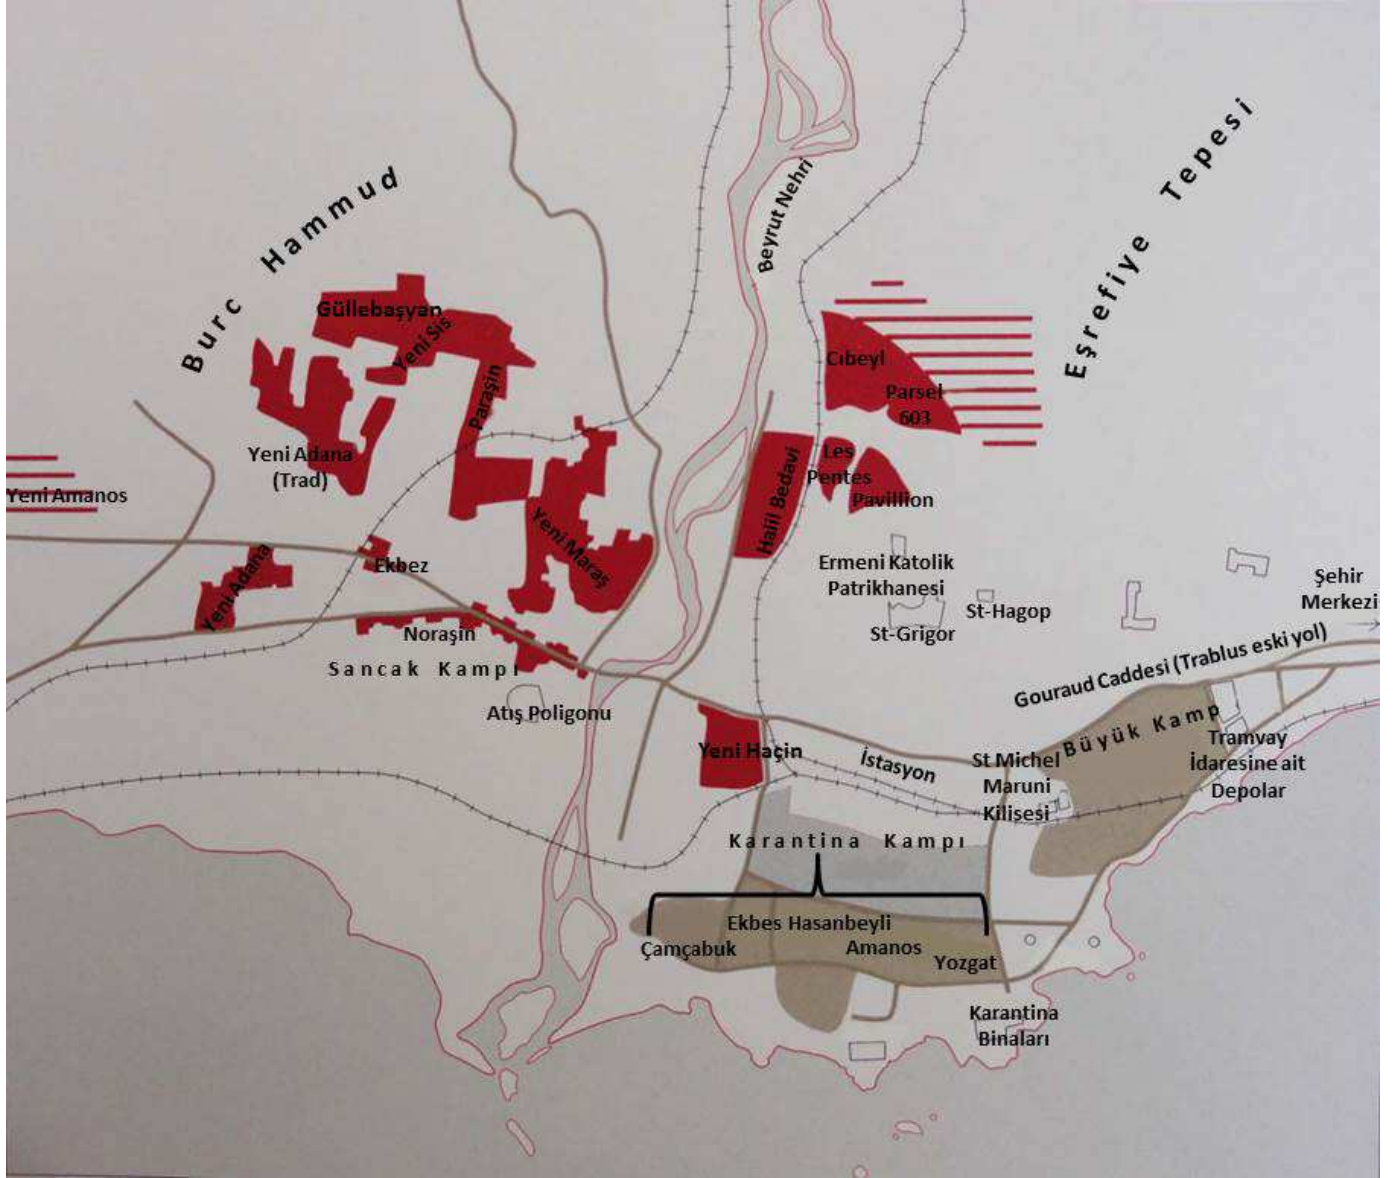 Burc Hammud
Eşrefiye Tepesi
Beyrut Nehri
Güllebaşyan
Yeni Sis
Paraşin
Cıbeyl
Parsel
603
Yeni Adana
(Trad)
Les
Pentes
Pavillion
Halil Bedavi
Yeni Amanos
Yeni Maraş
Yeni Adana
Ekbez
Ermeni Katolik
Patrikhanesi
St-Hagop
St-Grigor
Şehir
Merkezi
Noraşin
Sancak Kampı
Atış Poligonu
Gouraud Caddesi (Trablus eski yol)
Büyük Kamp
Yeni Haçin
İstasyon
St Michel
Maruni
Kilisesi
Tramvay
İdaresine ait
Depolar
Karantina Kampı
Ekbes Hasanbeyli
Çamçabuk
Amanos
Yozgat
Karantina
Binaları